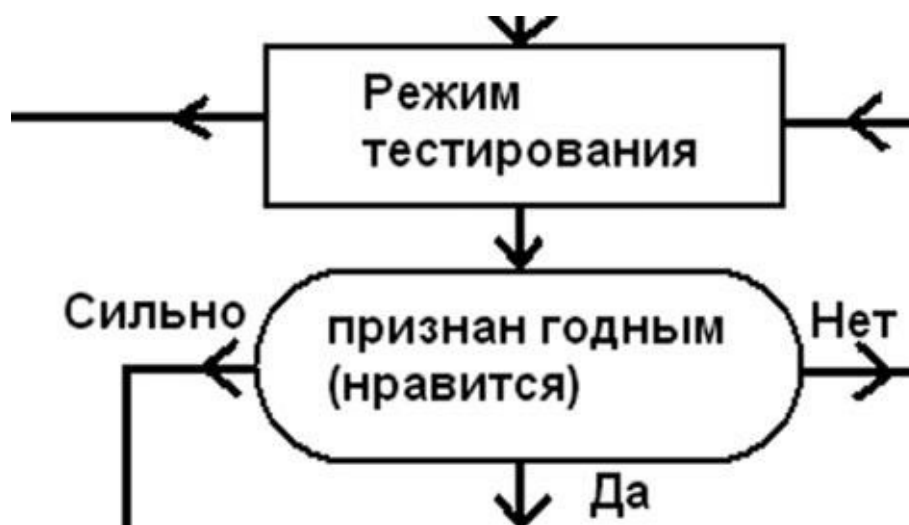 Режим
тестирования
Сильно
признан годным
(нравится)
Нет
Да